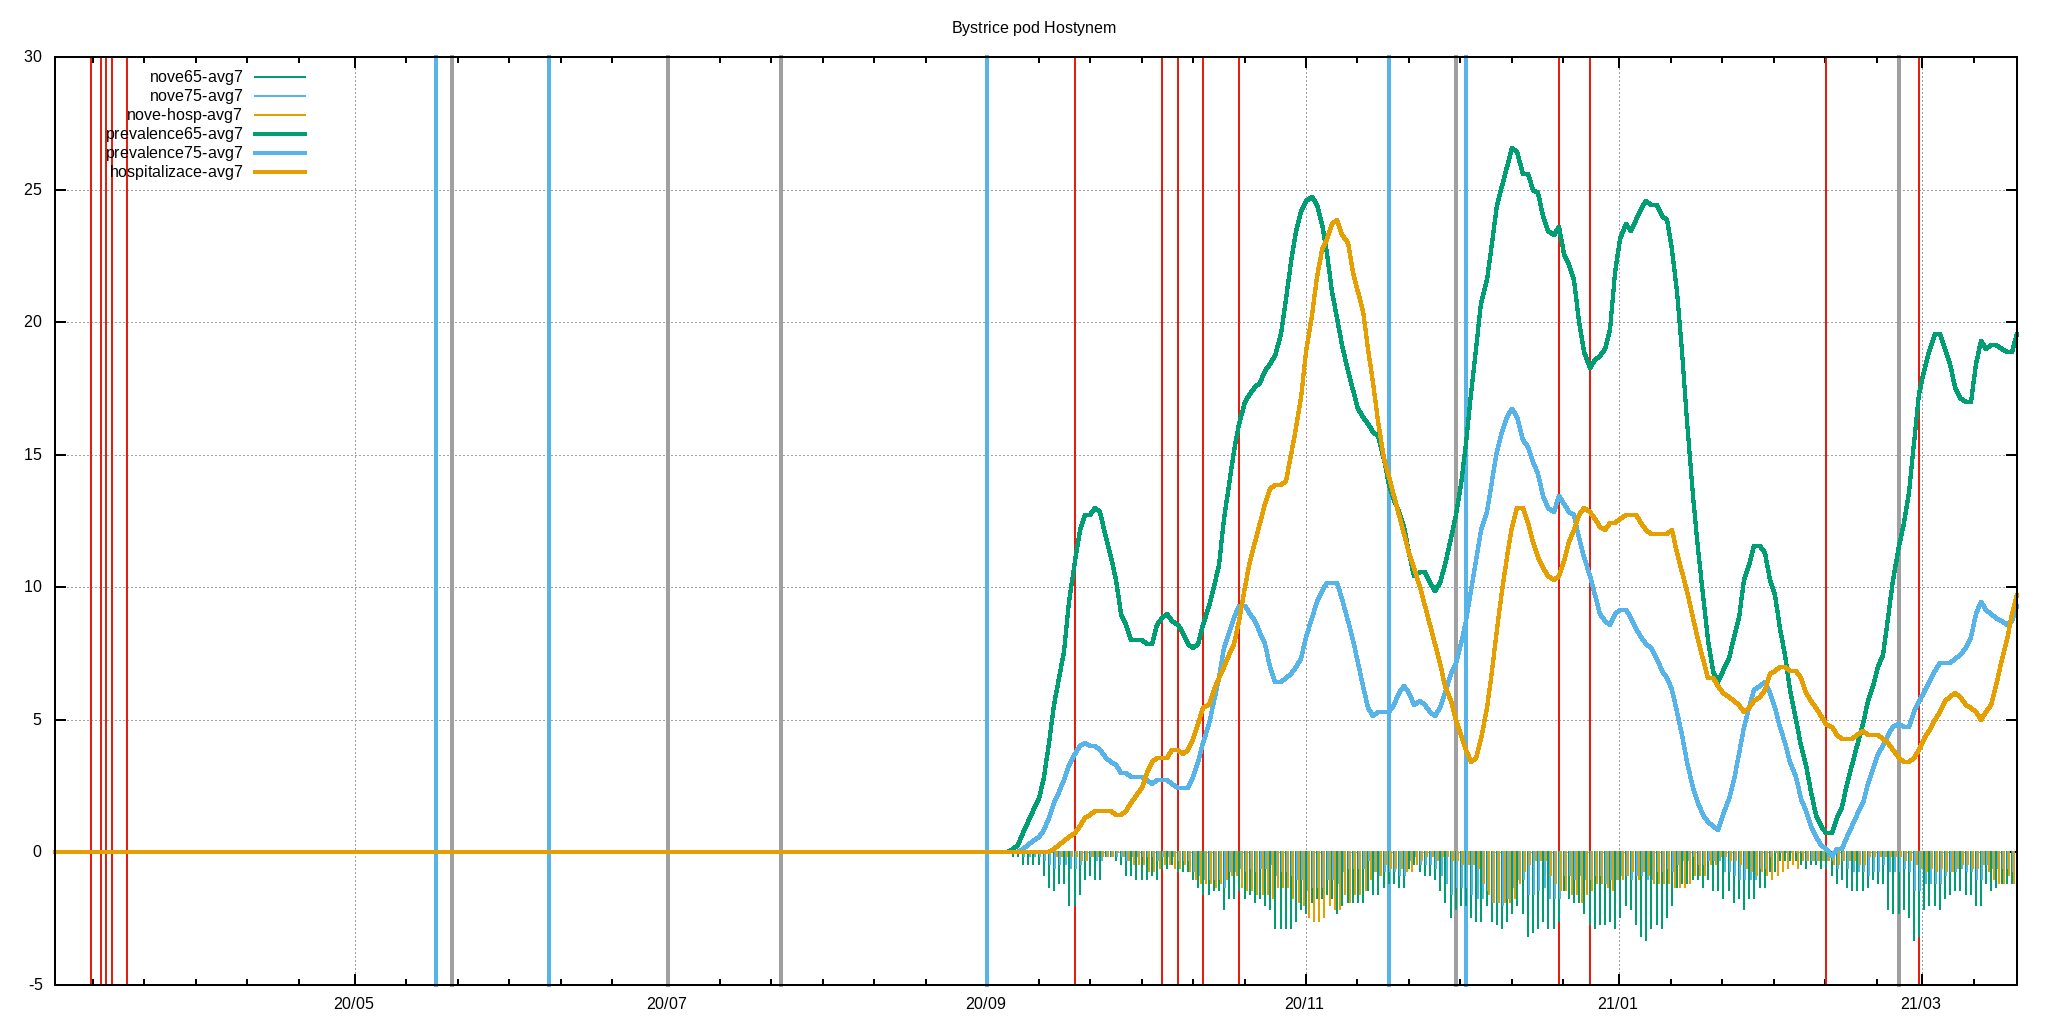 Bystrice pod Hostynem
30
25
20
15
10
5
0
-5
nove65-avg7
nove75-avg7
nove-hosp-avg7
prevalence65-avg7
prevalence75-avg7
hospitalizace-avg7
20/05 20/07 20/09 20/11 21/01 21/03